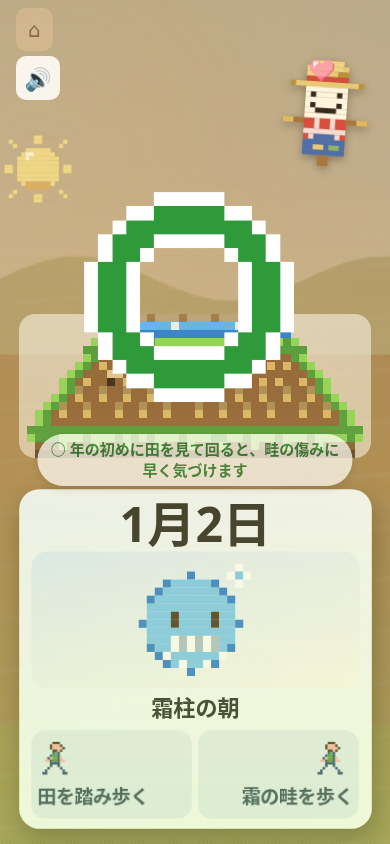 ○ 年の初めに田を見て回ると、畦の傷みに
早く気づけます
1月2日
霜柱の朝
田を踏み歩く
霜の畦を歩く